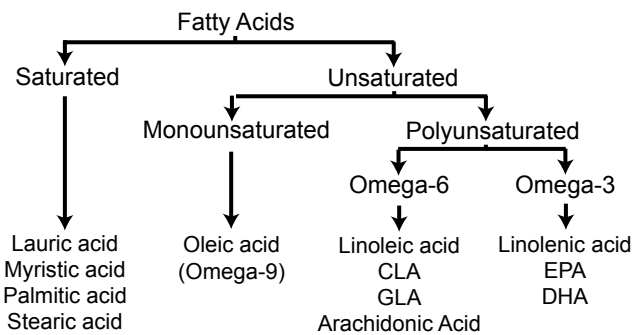 Fatty Acids
Saturated
Unsaturated
Monounsaturated
Polyunsaturated
Omega-6
Omega-3
Lauric acid
Myristic acid
Palmitic acid
Stearic acid
Oleic acid
(Omega-9)
Linoleic acid
CLA
GLA
Arachidonic Acid
Linolenic acid
EPA
DHA